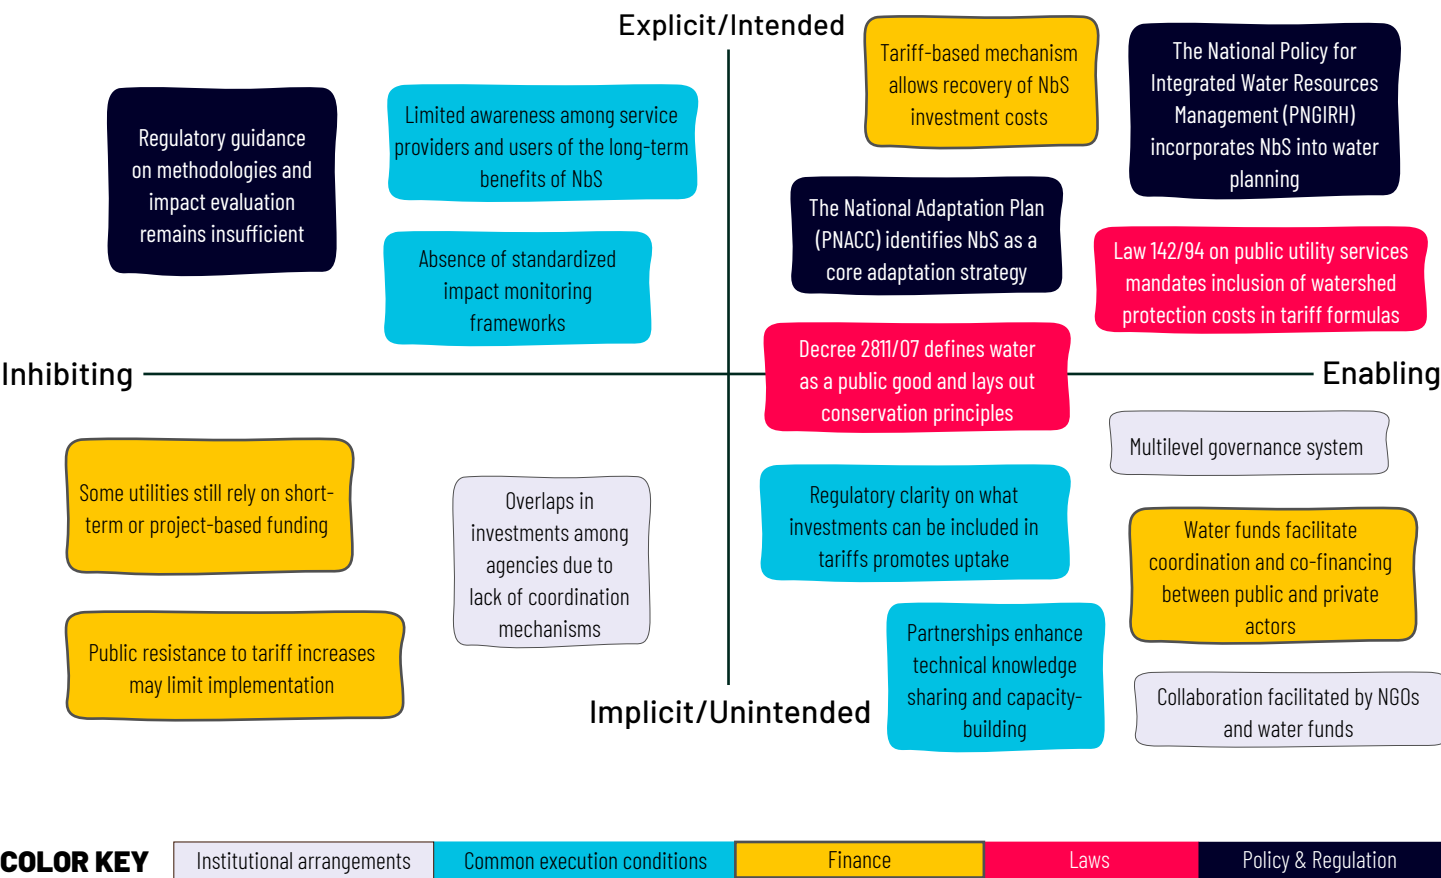 Explicit/Intended
Tariff-based mechanism
allows recovery of NbS
investment costs
The National Policy for
Integrated Water Resources
Management (PNGIRH)
incorporates NbS into water
planning
Regulatory guidance
on methodologies and
impact evaluation
remains insufficient
Limited awareness among service
providers and users of the long-term
benefits of NbS
The National Adaptation Plan
(PNACC) identifies NbS as a
core adaptation strategy
Law 142/94 on public utility services
mandates inclusion of watershed
protection costs in tariff formulas
Absence of standardized
impact monitoring
frameworks
Decree 2811/07 defines water
as a public good and lays out
conservation principles
Inhibiting
Enabling
Multilevel governance system
Some utilities still rely on short-
term or project-based funding
Overlaps in
investments among
agencies due to
lack of coordination
mechanisms
Regulatory clarity on what
investments can be included in
tariffs promotes uptake
Water funds facilitate
coordination and co-financing
between public and private
actors
Public resistance to tariff increases
may limit implementation
Partnerships enhance
technical knowledge
sharing and capacity-
building
Collaboration facilitated by NGOs
and water funds
Implicit/Unintended
COLOR KEY
Institutional arrangements
Common execution conditions
Finance
Laws
Policy & Regulation